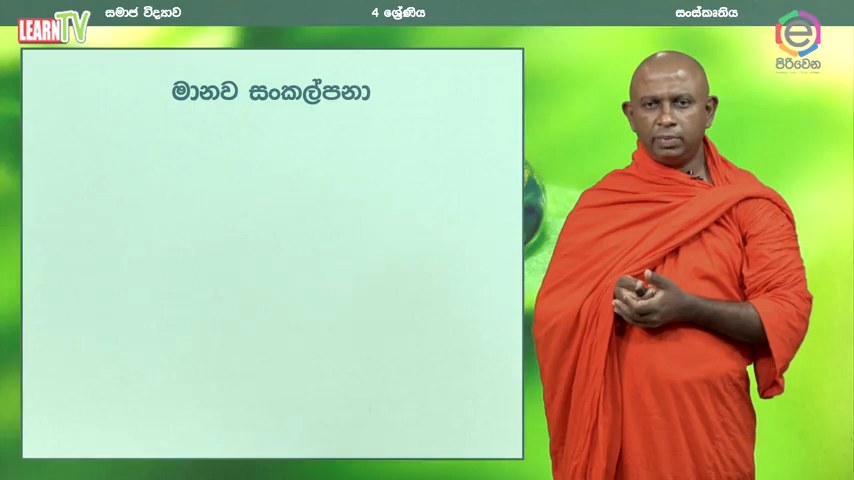 සමාජ විද්‍යාව
4 ශ්‍රේණිය
සංස්කෘතිය
LEARN TV
e
පිරිවෙන
මානව සංකල්පනා